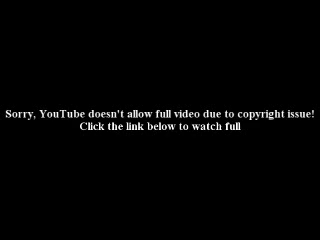 Sorry, YouTube doesn't allow full video due to copyright issue!
Click the link below to watch full